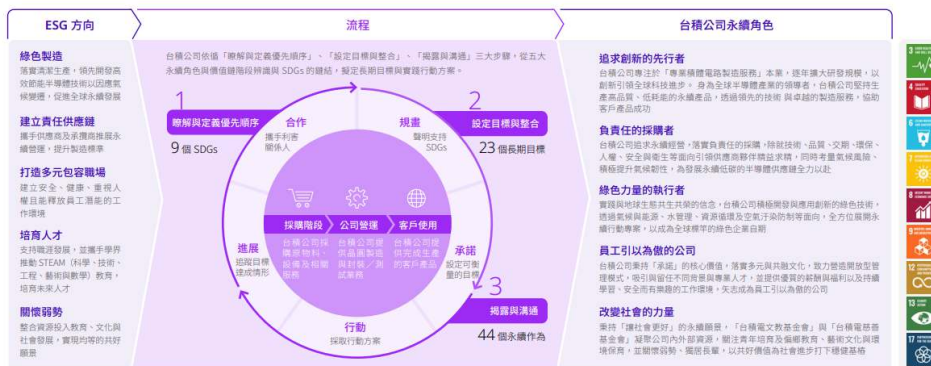 ESG 方向
綠色製造
落實清潔生產，領先開發高
效節能半導體技術以因應氣
候變遷，促進全球永續發展
建立責任供應鏈
攜手供應商及承攬商推展永
續管理，提升製造標準
打造多元包容職場
建立安全、健康、重視人
權且能釋放員工潛能的工
作環境
培育人才
支持職涯發展，並攜手學界
推動 STEAM（科學、技術、
工程、藝術與數學）教育，
培育未來人才
關懷弱勢
整合資源投入教育、文化與
社會發展，實現均等的共好
願景
流程
台積公司依循「瞭解與定義優先順序」、「設定目標與整合」、「揭露與溝通」三大步驟，從五大
永續角色與價值鏈階段辨識與 SDGs 的鏈結，擬定長期目標與實踐行動方案。
1
瞭解與定義優先順序
9 個 SDGs
2
設定目標與整合
23 個長期目標
3
揭露與溝通
44 個永續作為
合作
攜手利害
關係人
規畫
聲明支持
SDGs
承諾
設定可衡
量的目標
行動
採取行動方案
進展
追蹤目標
達成情形
採購階段
台積公司採
購原物料、
設備及相關
服務
公司營運
台積公司提
供晶圓製造
與封裝／測
試業務
客戶使用
台積公司提
供完成生產
的客戶產品
台積公司永續角色
追求創新的先行者
台積公司專注於「專業積體電路製造服務」本業，逐年擴大研發規模，以
創新引領全球科技進步。身為全球半導體產業的領導者，台積公司堅持生
產高品質、低耗能的永續產品，透過領先的技術 與卓越的製造服務，協助
客戶產品成功
負責任的採購者
台積公司追求永續經營，落實負責任的採購，除就技術、品質、交期、環保、
人權、安全與衛生等面向引領供應商夥伴精益求精，同時考量氣候風險、
積極提升氣候韌性，為發展永續低碳的半導體供應鏈全力以赴
綠色力量的執行者
實踐與地球生態共生共榮的信念，台積公司積極開發與應用創新的綠色技術，
透過氣候與能源、水管理、資源循環及空氣汙染防制等面向，全方位展開永
續行動專案，以成為全球標竿的綠色企業自期
員工引以為傲的公司
台積公司秉持「承諾」的核心價值，落實多元與共融文化，致力營造開放型管
理模式，吸引與留任不同背景與專業人才，並提供優質的薪酬與福利以及持續
學習、安全而有樂趣的工作環境，矢志成為員工引以為傲的公司
改變社會的力量
秉持「讓社會更好」的永續願景，「台積電文教基金會」與「台積電慈善
基金會」凝聚公司內外部資源，關注青年培育及偏鄉教育、藝術文化與環
境保育，並關懷弱勢、獨居長輩，以共好價值為社會進步打下穩健基樁
3
4
6
7
8
9
12
13
17